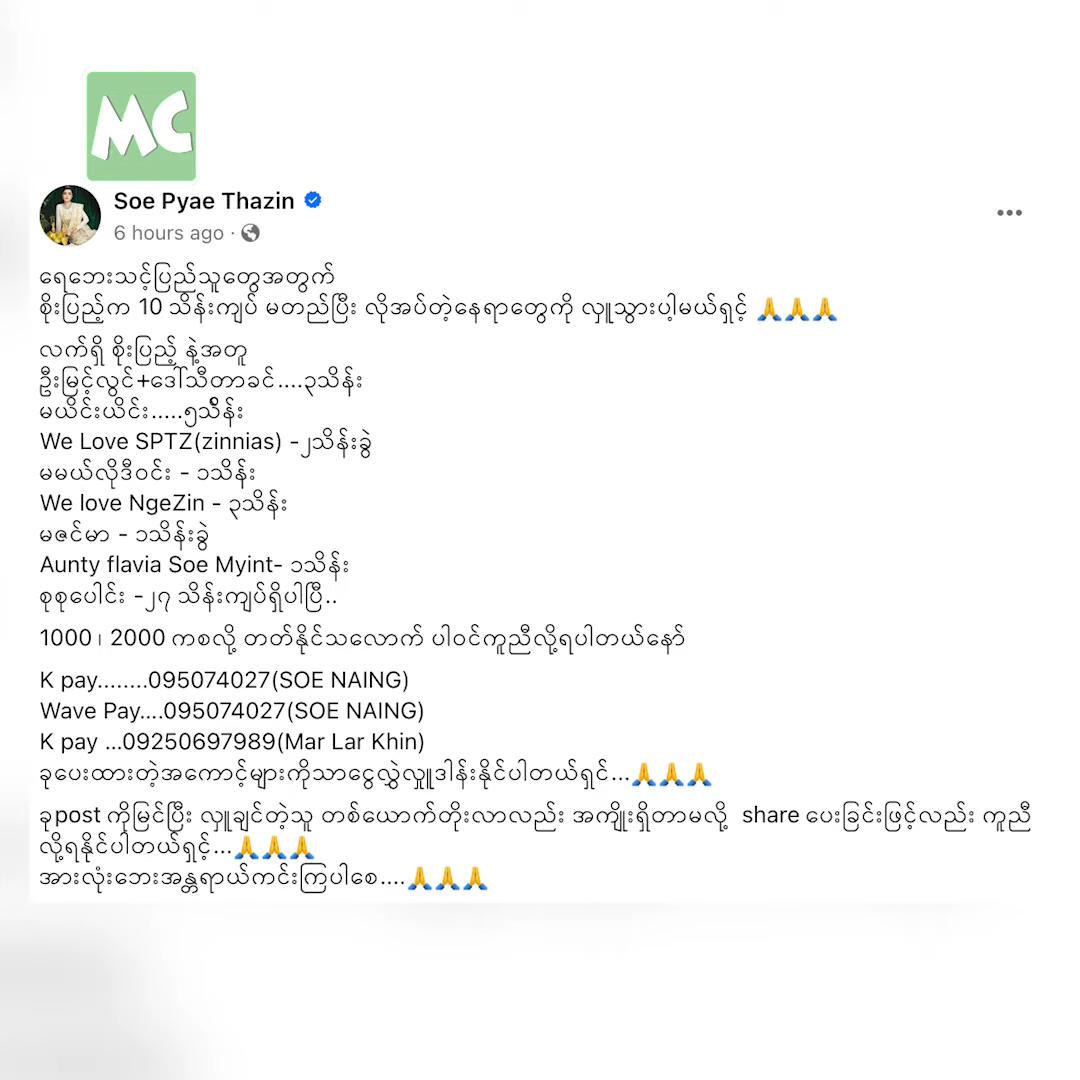 MC
Soe Pyae Thazin
6 hours ago ·
ရေဘေးသင့်ပြည်သူတွေအတွက်
စိုးပြည့်က 10 သိန်းကျပ် မတည်ပြီး လိုအပ်တဲ့နေရာတွေကို လှူသွားပါ့မယ်ရှင့် 🙏🙏🙏
လက်ရှိ စိုးပြည့် နဲ့အတူ
ဦးမြင့်လွင်+ဒေါ်သီတာခင်....၃သိန်း
မယိင်းယိင်း.....၅သိန်း
We Love SPTZ(zinnias) -၂သိန်းခွဲ
မမယ်လိုဒီဝင်း - ၁သိန်း
We love NgeZin - ၃သိန်း
မဇင်မာ - ၁သိန်းခွဲ
Aunty flavia Soe Myint- ၁သိန်း
စုစုပေါင်း -၂၇ သိန်းကျပ်ရှိပါပြီ..
1000 ၊ 2000 ကစလို့ တတ်နိုင်သလောက် ပါဝင်ကူညီလို့ရပါတယ်နော်
K pay........095074027(SOE NAING)
Wave Pay....095074027(SOE NAING)
K pay ...09250697989(Mar Lar Khin)
ခုပေးထားတဲ့အကောင့်များကိုသာငွေလွှဲလှူဒါန်းနိုင်ပါတယ်ရှင်...🙏🙏🙏
ခုpost ကိုမြင်ပြီး လှူချင်တဲ့သူ တစ်ယောက်တိုးလာလည်း အကျိုးရှိတာမလို့ share ပေးခြင်းဖြင့်လည်း ကူညီ
လို့ရနိုင်ပါတယ်ရှင့်...🙏🙏🙏
အားလုံးဘေးအန္တရာယ်ကင်းကြပါစေ....🙏🙏🙏